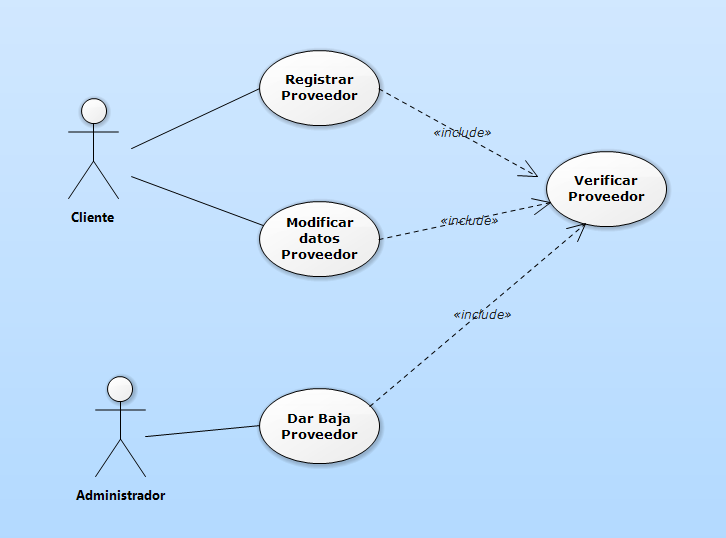 Registrar
Proveedor
«include»
Verificar
Proveedor
Cliente
Modificar
datos
Proveedor
«include»
«include»
Dar Baja
Proveedor
Administrador